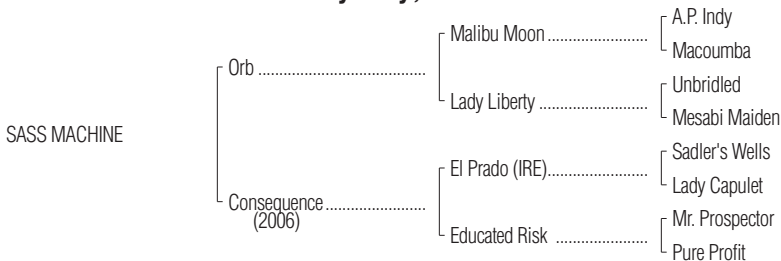 Malibu Moon
A.P. Indy
Macoumba
Orb
Lady Liberty
Unbridled
Mesabi Maiden
SASS MACHINE
El Prado (IRE)
Sadler's Wells
Lady Capulet
Consequence
(2006)
Educated Risk
Mr. Prospector
Pure Profit